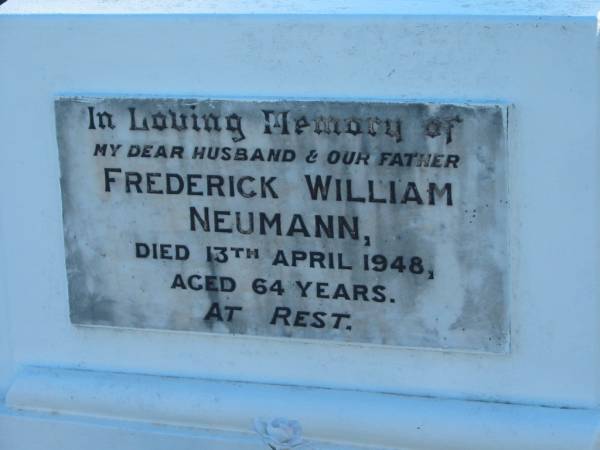 In Loving Memory of
MY DEAR HUSBAND & OUR FATHER
FREDERICK WILLIAM
NEUMANN,
DIED 13TH APRIL 1948,
AGED 64 YEARS.
AT REST.